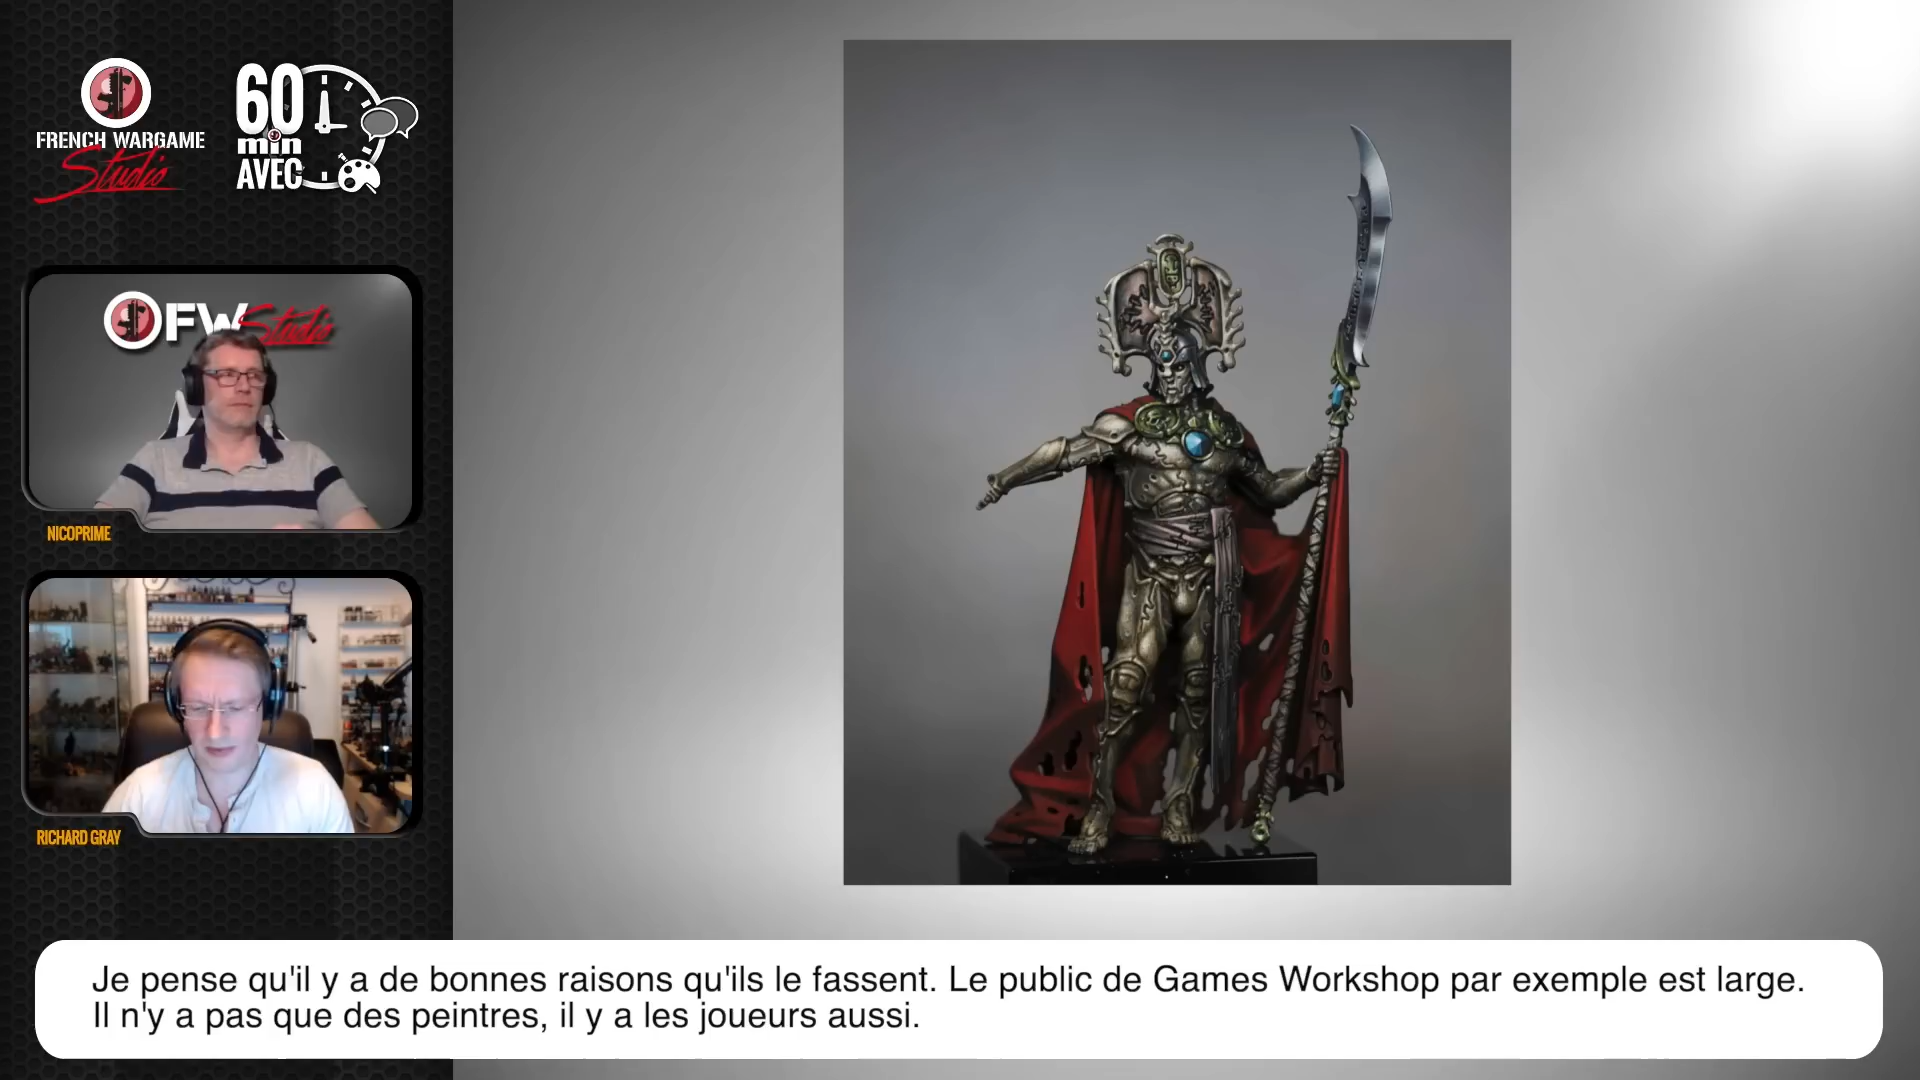 FRENCH WARGAME
Studio
60
min
AVEC
FW Studio
NICOPRIME
RICHARD GRAY
Je pense qu'il y a de bonnes raisons qu'ils le fassent. Le public de Games Workshop par exemple est large.
Il n'y a pas que des peintres, il y a les joueurs aussi.